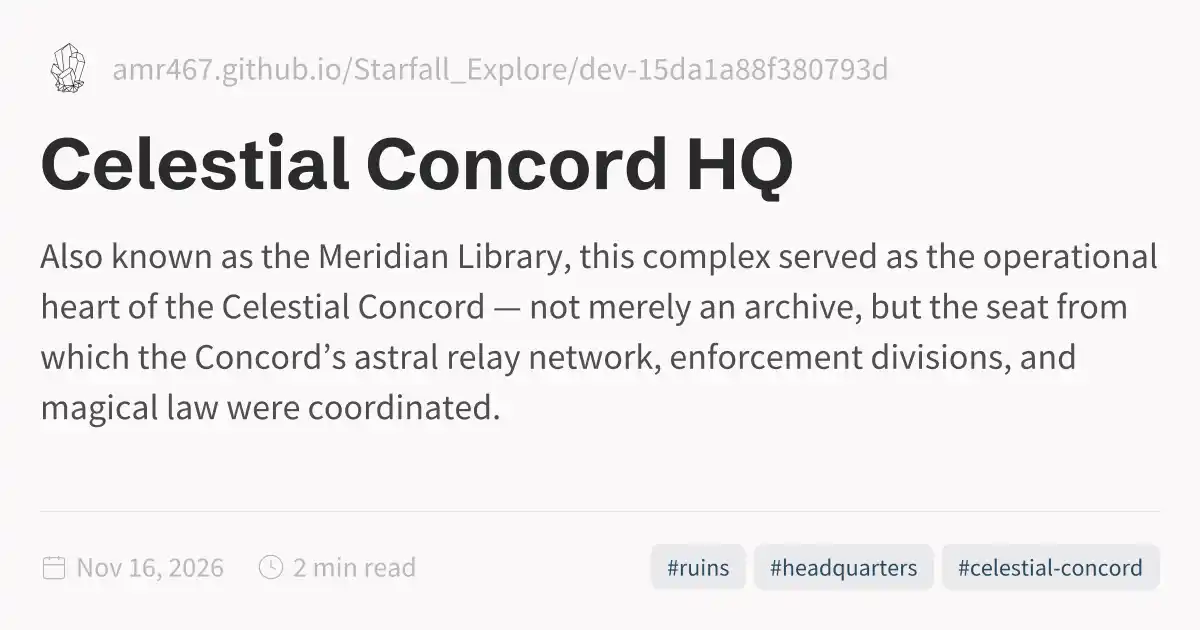 amr467.github.io/Starfall_Explore/dev-15da1a88f380793d
Celestial Concord HQ
Also known as the Meridian Library, this complex served as the operational
heart of the Celestial Concord — not merely an archive, but the seat from
which the Concord’s astral relay network, enforcement divisions, and
magical law were coordinated.
Nov 16, 2026 2 min read #ruins #headquarters #celestial-concord